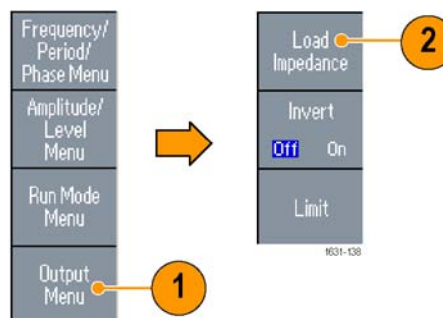 Frequency/
Period/
Phase Menu
Amplitude/
Level
Menu
Run Mode
Menu
Output
Menu
1
Load
Impedance
2
Invert
Off On
Limit
1631-138